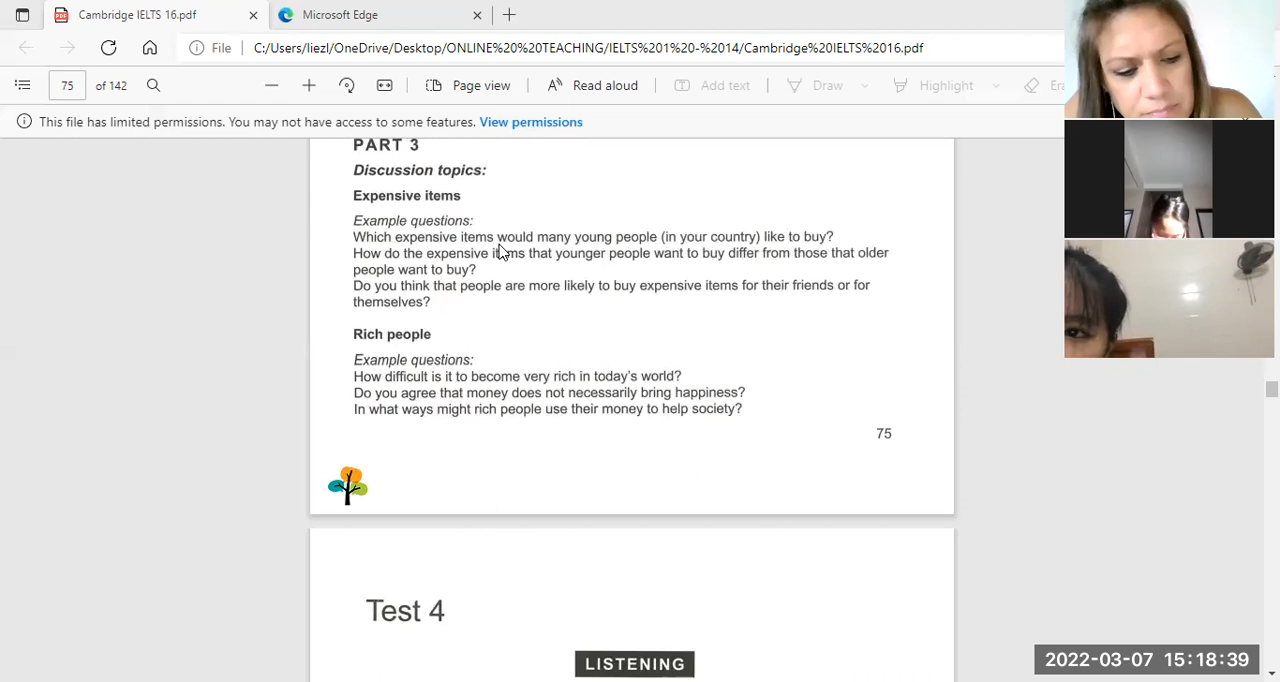 Cambridge IELTS 16.pdf
Microsoft Edge
File
C:/Users/liezl/OneDrive/Desktop/ONLINE%20%20TEACHING/IELTS%201%20-%2014/Cambridge%20IELTS%2016.pdf
75 of 142
Page view
Read aloud
Add text
Draw
Highlight
This file has limited permissions. You may not have access to some features. View permissions
PART 3
Discussion topics:
Expensive items
Example questions:
Which expensive items would many young people (in your country) like to buy?
How do the expensive items that younger people want to buy differ from those that older
people want to buy?
Do you think that people are more likely to buy expensive items for their friends or for
themselves?
Rich people
Example questions:
How difficult is it to become very rich in today's world?
Do you agree that money does not necessarily bring happiness?
In what ways might rich people use their money to help society?
75
Test 4
LISTENING
2022-03-07 15:18:39